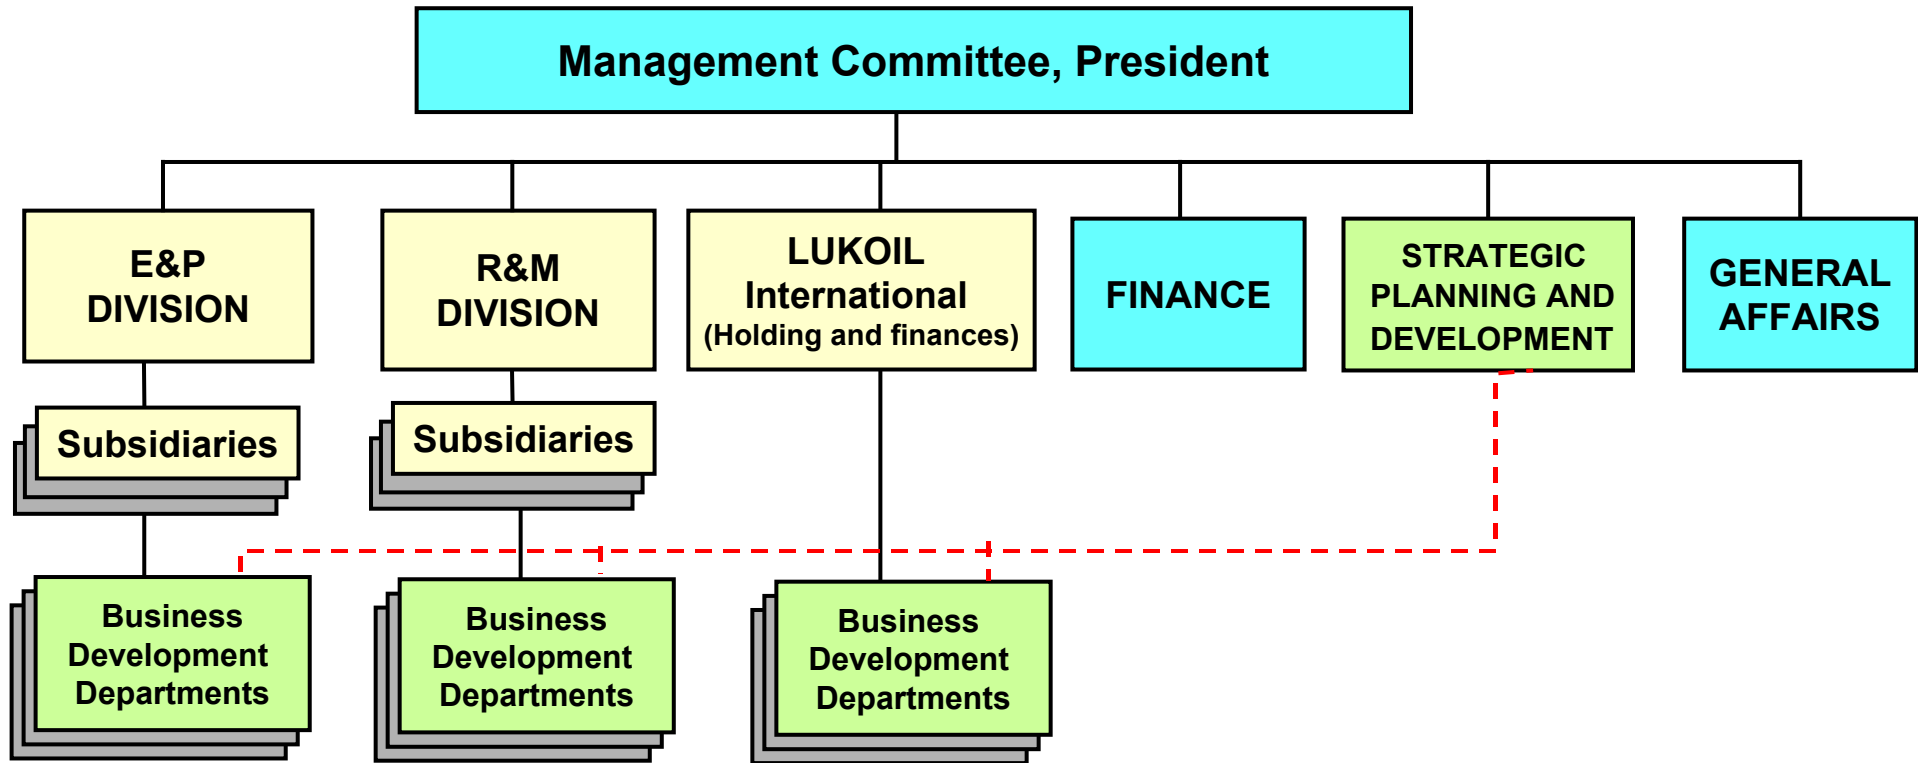 Management Committee, President
E&P
DIVISION
R&M
DIVISION
LUKOIL
International
(Holding and finances)
FINANCE
STRATEGIC
PLANNING AND
DEVELOPMENT
GENERAL
AFFAIRS
Subsidiaries
Subsidiaries
Business
Development
Departments
Business
Development
Departments
Business
Development
Departments